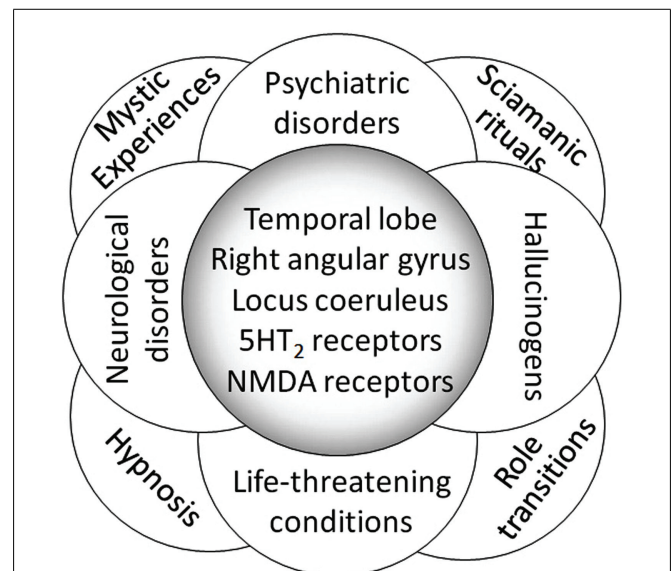 Mystic
Experiences
Psychiatric
disorders
Sciamanic
rituals
Neurological
disorders
Temporal lobe
Right angular gyrus
Locus coeruleus
5HT₂ receptors
NMDA receptors
Hallucinogens
Hypnosis
Life-threatening
conditions
Role
transitions